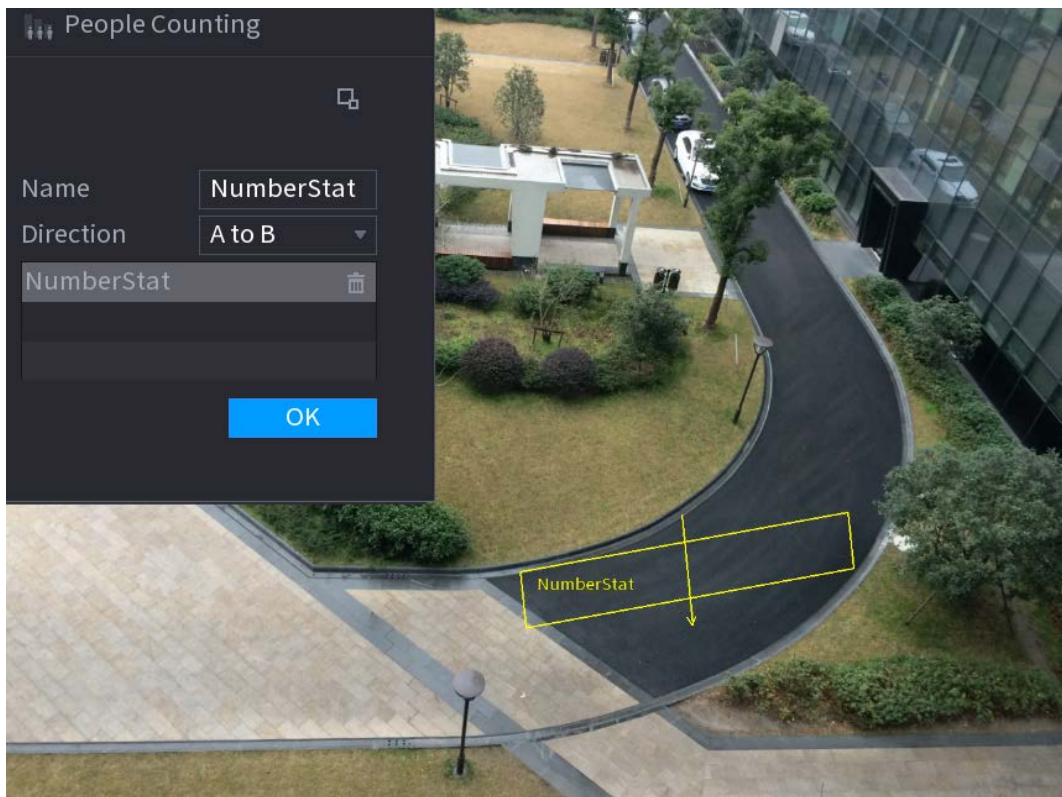 People Counting
Name
NumberStat
Direction
A to B
NumberStat
OK
NumberStat